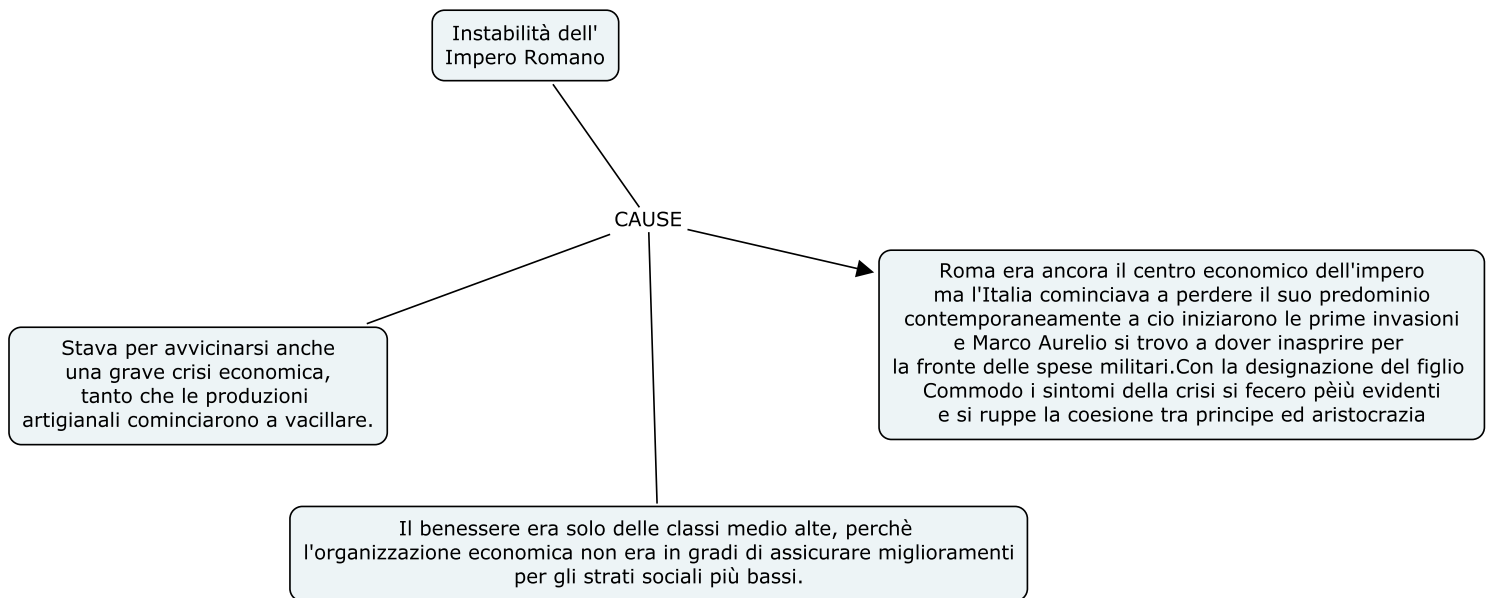 Instabilità dell'
Impero Romano
CAUSE
Roma era ancora il centro economico dell'impero
ma l'Italia cominciava a perdere il suo predominio
contemporaneamente a cio iniziarono le prime invasioni
e Marco Aurelio si trovo a dover inasprire per
la fronte delle spese militari.Con la designazione del figlio
Commodo i sintomi della crisi si fecero pèiù evidenti
e si ruppe la coesione tra principe ed aristocrazia
Stava per avvicinarsi anche
una grave crisi economica,
tanto che le produzioni
artigianali cominciarono a vacillare.
Il benessere era solo delle classi medio alte, perchè
l'organizzazione economica non era in gradi di assicurare miglioramenti
per gli strati sociali più bassi.